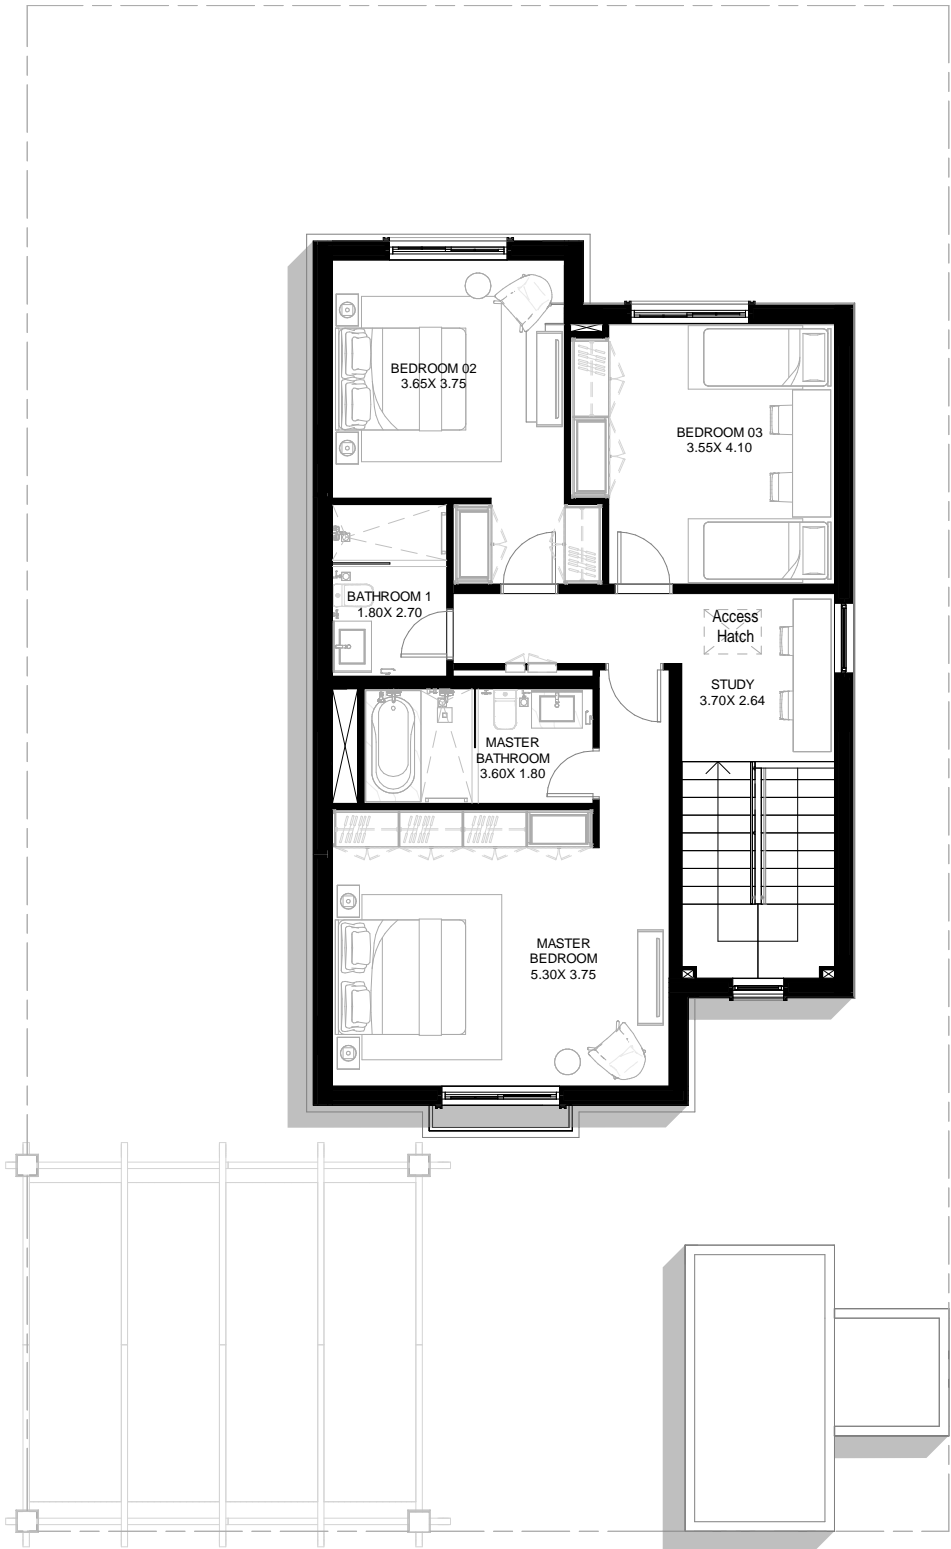 BEDROOM 02
3.65X 3.75
BEDROOM 03
3.55X 4.10
BATHROOM 1
1.80X 2.70
Access
Hatch
STUDY
3.70X 2.64
MASTER
BATHROOM
3.60X 1.80
MASTER
BEDROOM
5.30X 3.75